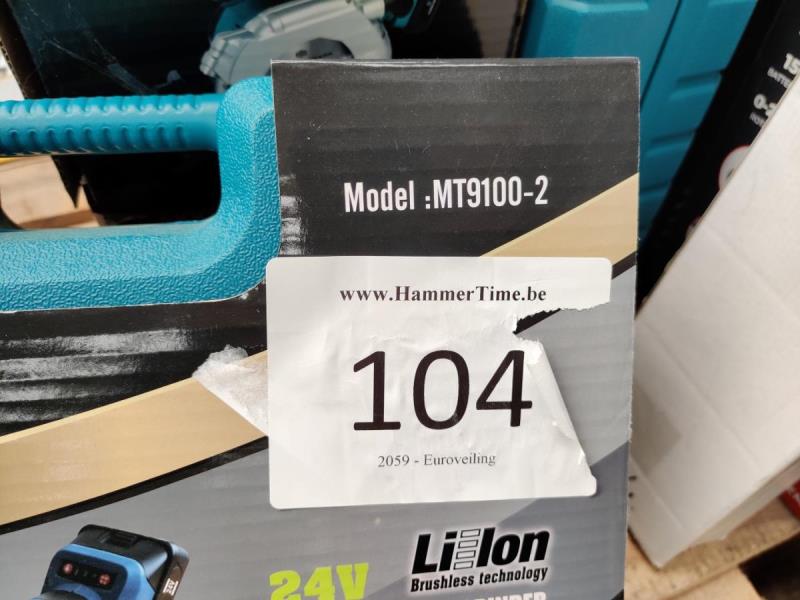 Model :MT9100-2
www.HammerTime.be
104
2059 - Euroveiling
24V
Li-Ion
Brushless technology